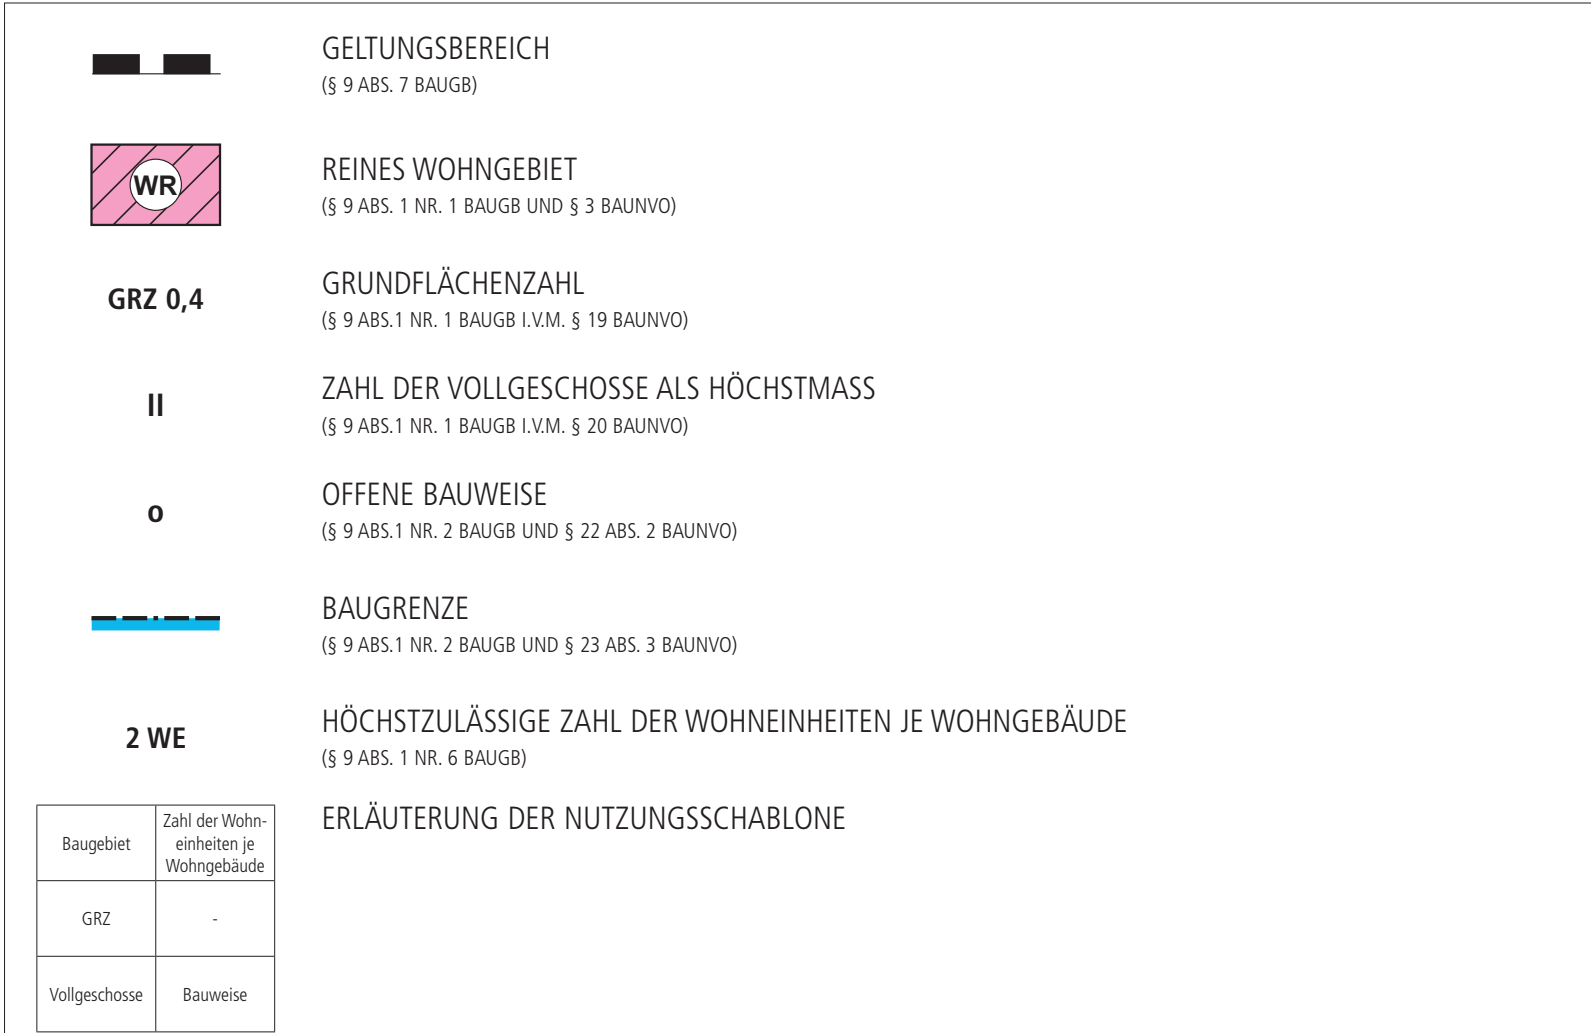 GELTUNGSBEREICH
(§ 9 ABS. 7 BAUGB)
WR
REINES WOHNGEBIET
(§ 9 ABS. 1 NR. 1 BAUGB UND § 3 BAUNVO)
GRZ 0,4
GRUNDFLÄCHENZAHL
(§ 9 ABS.1 NR. 1 BAUGB I.V.M. § 19 BAUNVO)
II
ZAHL DER VOLLGESCHOSSE ALS HÖCHSTMASS
(§ 9 ABS.1 NR. 1 BAUGB I.V.M. § 20 BAUNVO)
o
OFFENE BAUWEISE
(§ 9 ABS.1 NR. 2 BAUGB UND § 22 ABS. 2 BAUNVO)
BAUGRENZE
(§ 9 ABS.1 NR. 2 BAUGB UND § 23 ABS. 3 BAUNVO)
2 WE
HÖCHSTZULÄSSIGE ZAHL DER WOHNEINHEITEN JE WOHNGEBÄUDE
(§ 9 ABS. 1 NR. 6 BAUGB)
ERLÄUTERUNG DER NUTZUNGSSCHABLONE
Baugebiet
Zahl der Wohn-
einheiten je
Wohngebäude
GRZ
-
Vollgeschosse
Bauweise